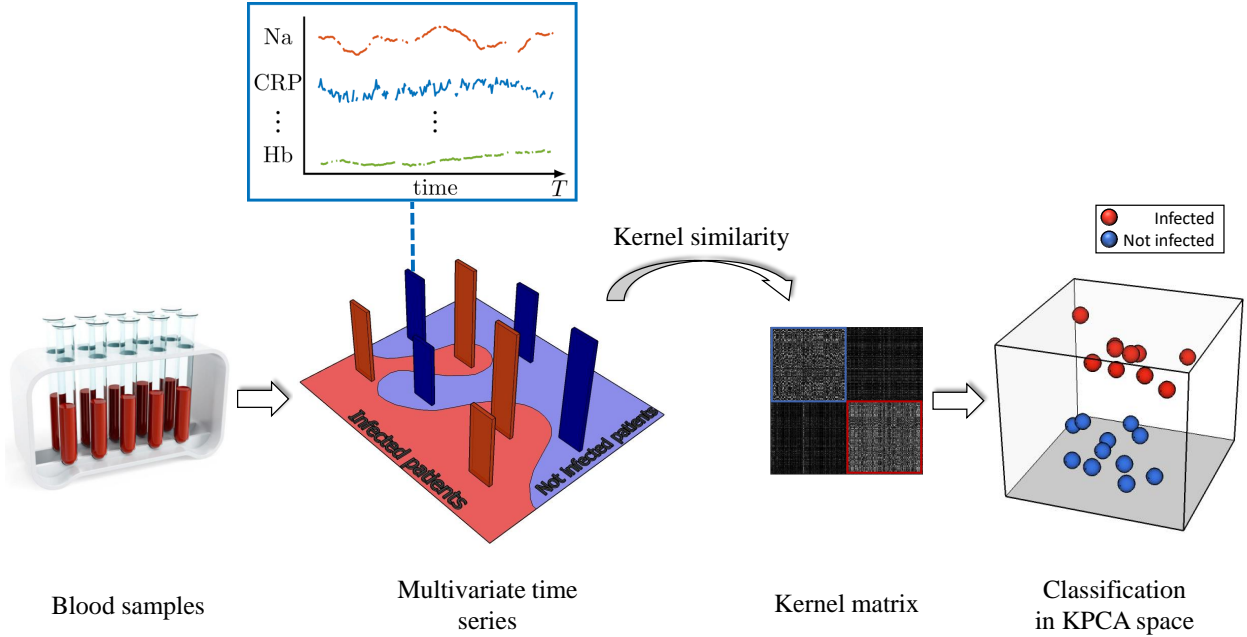 Na
CRP
⋮
⋮
Hb
time
T
Kernel similarity
Infected
Not infected
Infected patients
Not infected patients
Blood samples
Multivariate time
series
Kernel matrix
Classification
in KPCA space